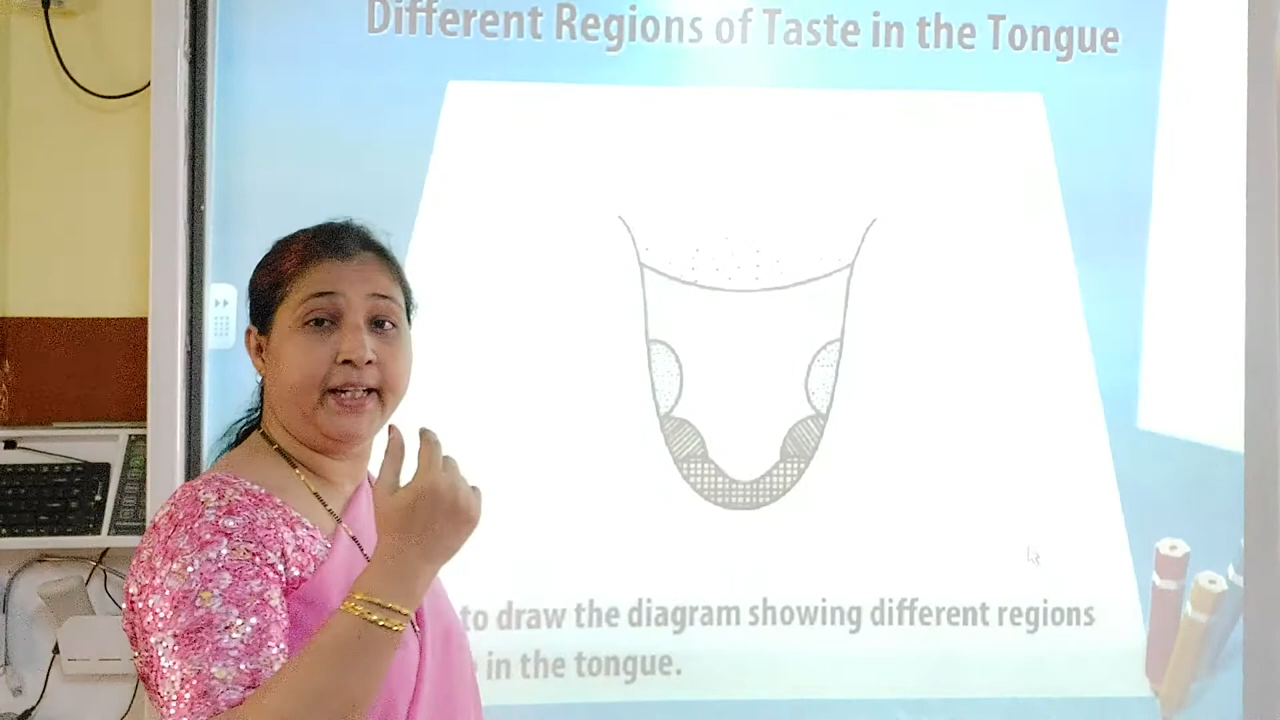 Different Regions of Taste in the Tongue
to draw the diagram showing different regions
in the tongue.